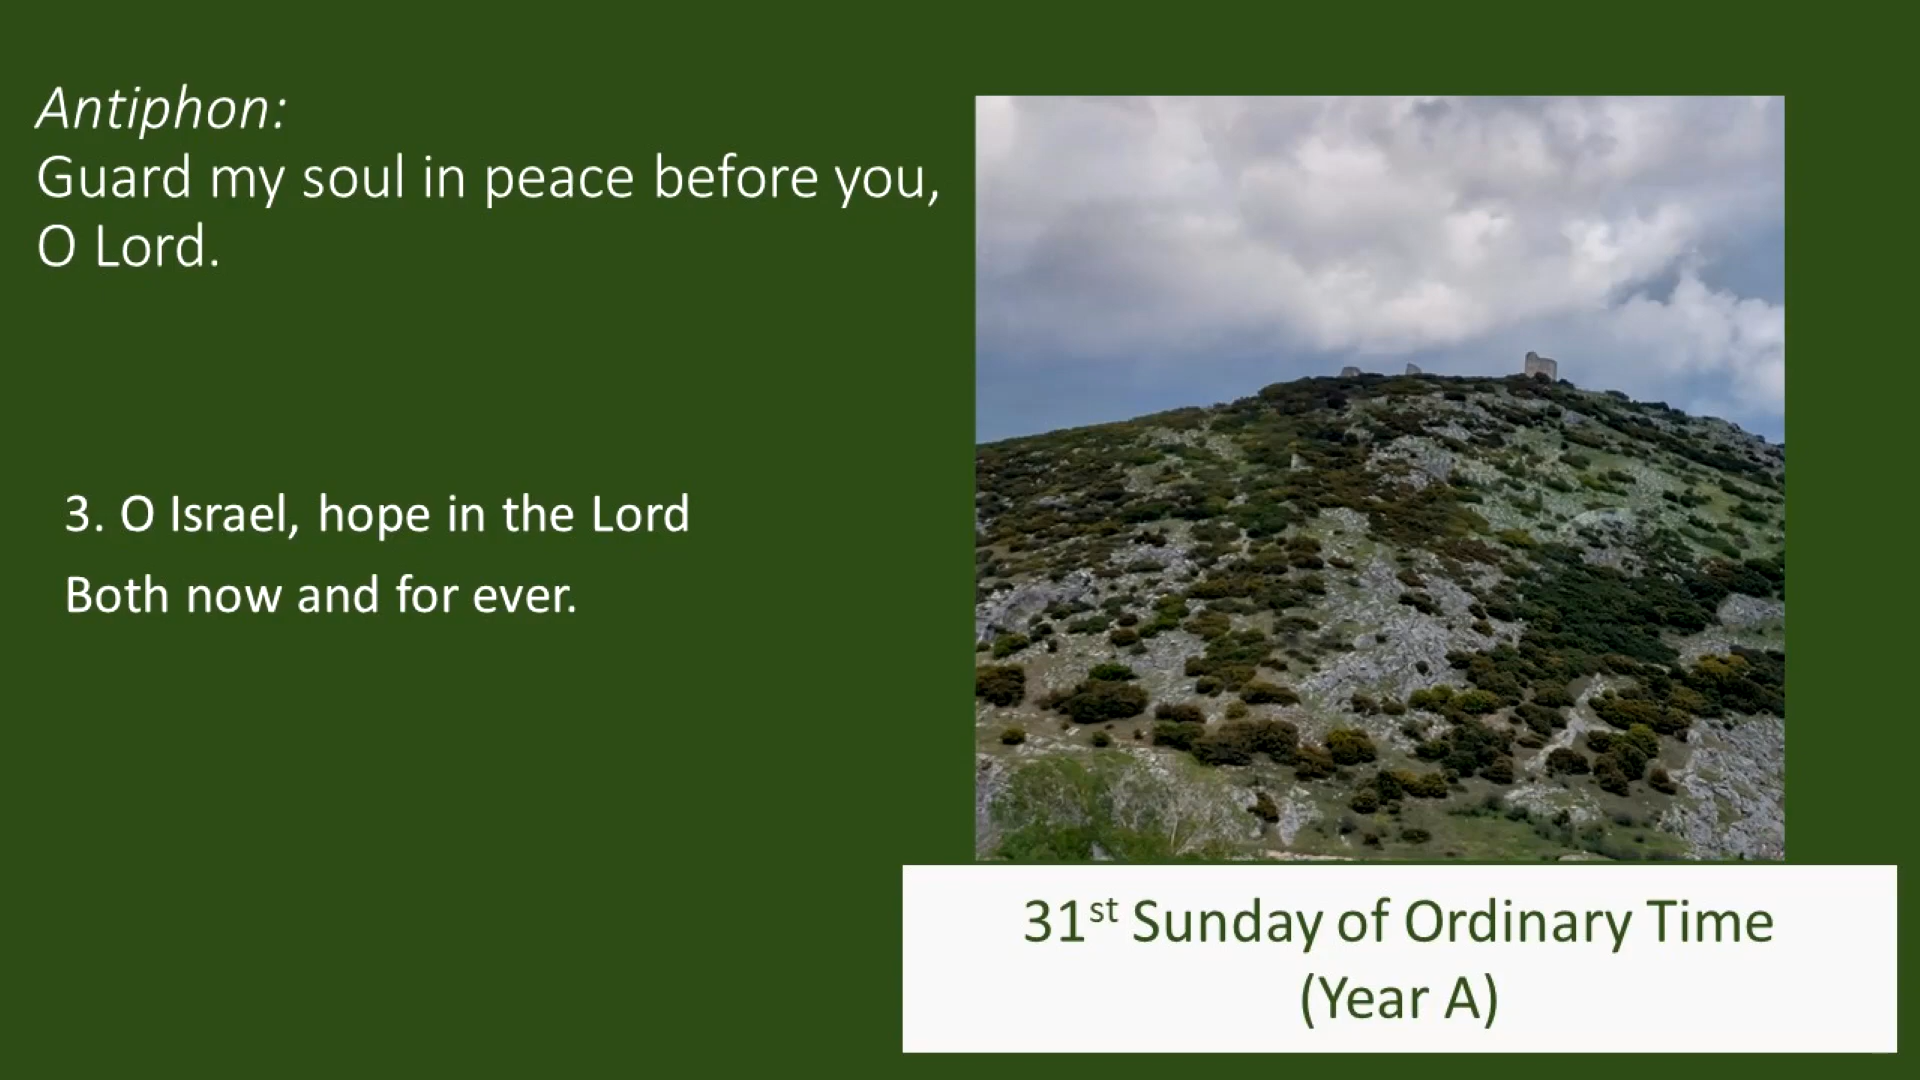 Antiphon:
Guard my soul in peace before you,
O Lord.
3. O Israel, hope in the Lord
Both now and for ever.
31st Sunday of Ordinary Time
(Year A)